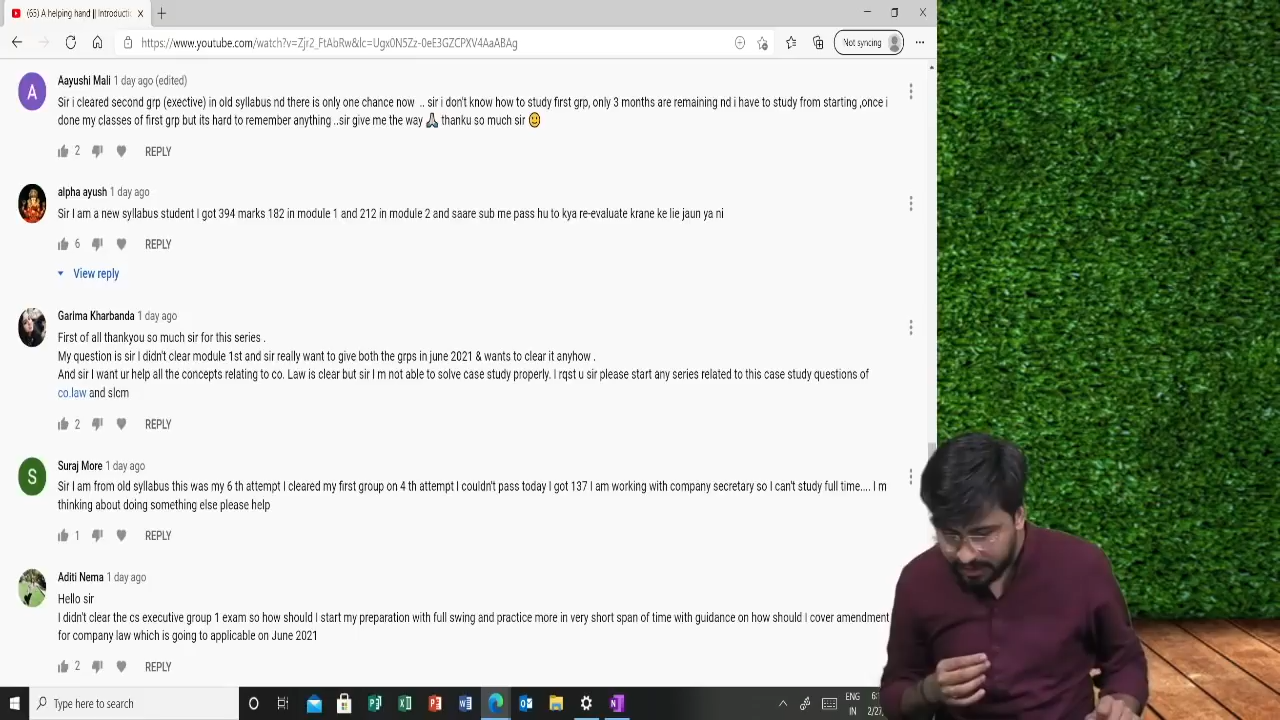 (65) A helping hand || Introducti
https://www.youtube.com/watch?v=Zjr2_FtAbRw&lc=Ugx0N5Zz-0eE3GZCPXV4AaABAg
Not syncing
A
Aayushi Mali 1 day ago (edited)
Sir i cleared second grp (exective) in old syllabus nd there is only one chance now .. sir i don't know how to study first grp, only 3 months are remaining nd i have to study from starting ,once i
done my classes of first grp but its hard to remember anything ..sir give me the way 🙏 thanku so much sir 🙂
2 REPLY
alpha ayush 1 day ago
Sir I am a new syllabus student I got 394 marks 182 in module 1 and 212 in module 2 and saare sub me pass hu to kya re-evaluate krane ke lie jaun ya ni
6 REPLY
View reply
Garima Kharbanda 1 day ago
First of all thankyou so much sir for this series .
My question is sir I didn't clear module 1st and sir really want to give both the grps in june 2021 & wants to clear it anyhow .
And sir I want ur help all the concepts relating to co. Law is clear but sir I m not able to solve case study properly. I rqst u sir please start any series related to this case study questions of
co.law and slcm
2 REPLY
S
Suraj More 1 day ago
Sir I am from old syllabus this was my 6 th attempt I cleared my first group on 4 th attempt I couldn't pass today I got 137 I am working with company secretary so I can't study full time.... I m
thinking about doing something else please help
1 REPLY
Aditi Nema 1 day ago
Hello sir
I didn't clear the cs executive group 1 exam so how should I start my preparation with full swing and practice more in very short span of time with guidance on how should I cover amendment
for company law which is going to applicable on June 2021
2 REPLY
Type here to search
ENG
IN